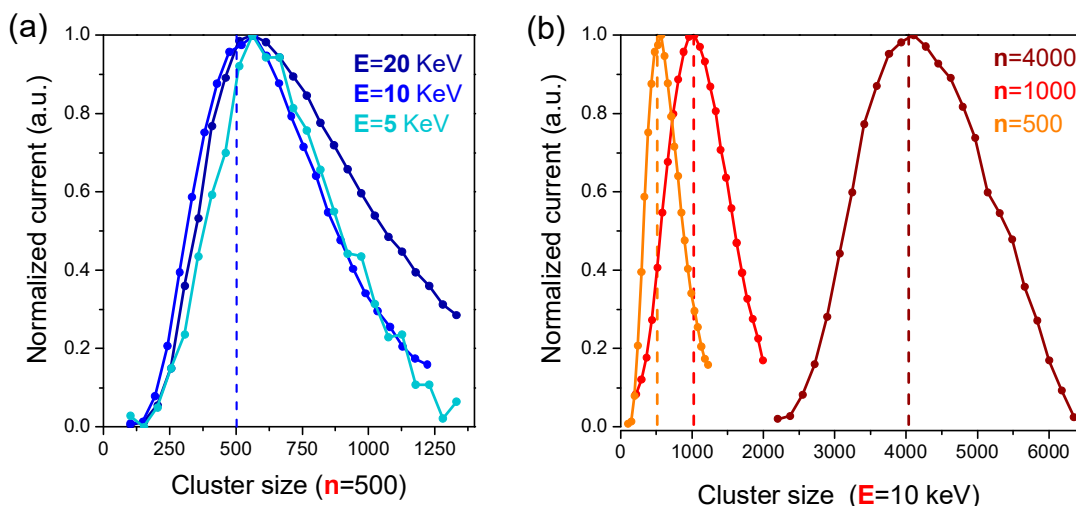 (a)
Normalized current (a.u.)
1.0
0.8
0.6
0.4
0.2
0.0
E=20 KeV
E=10 KeV
E=5 KeV
0 250 500 750 1000 1250
Cluster size (n=500)
(b)
Normalized current (a.u.)
1.0
0.8
0.6
0.4
0.2
0.0
n=4000
n=1000
n=500
0 1000 2000 3000 4000 5000 6000
Cluster size (E=10 keV)